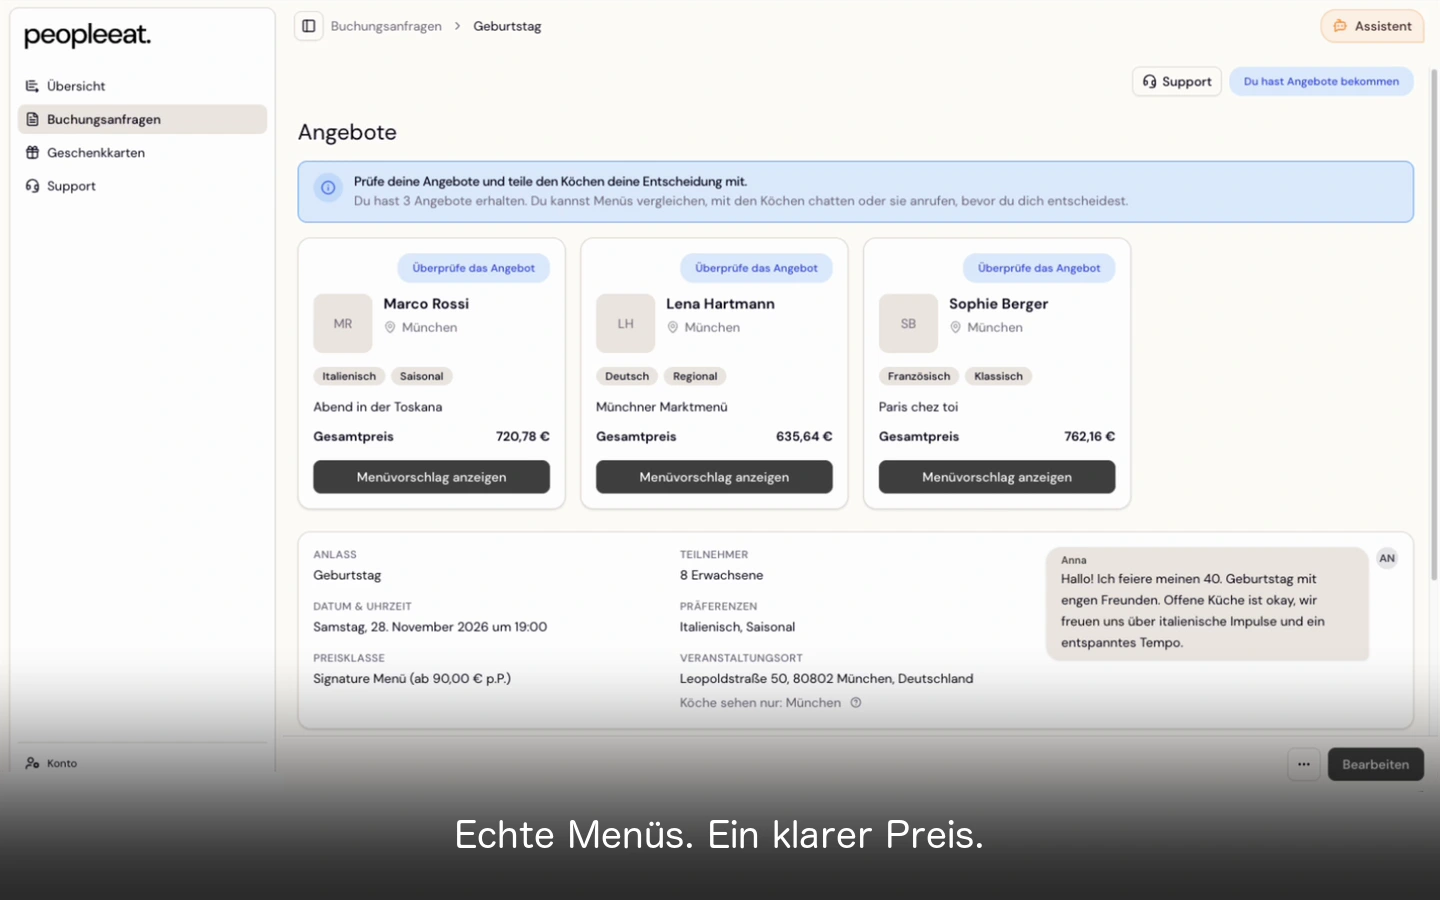 peopleeat.
Übersicht
Buchungsanfragen
Geschenkkarten
Support
Konto
Buchungsanfragen > Geburtstag
Assistent
Support
Du hast Angebote bekommen
Angebote
Prüfe deine Angebote und teile den Köchen deine Entscheidung mit.
Du hast 3 Angebote erhalten. Du kannst Menüs vergleichen, mit den Köchen chatten oder sie anrufen, bevor du dich entscheidest.
Überprüfe das Angebot
MR
Marco Rossi
München
Italienisch Saisonal
Abend in der Toskana
Gesamtpreis 720,78 €
Menüvorschlag anzeigen
Überprüfe das Angebot
LH
Lena Hartmann
München
Deutsch Regional
Münchner Marktmenü
Gesamtpreis 635,64 €
Menüvorschlag anzeigen
Überprüfe das Angebot
SB
Sophie Berger
München
Französisch Klassisch
Paris chez toi
Gesamtpreis 762,16 €
Menüvorschlag anzeigen
ANLASS
Geburtstag
DATUM & UHRZEIT
Samstag, 28. November 2026 um 19:00
PREISKLASSE
Signature Menü (ab 90,00 € p.P.)
TEILNEHMER
8 Erwachsene
PRÄFERENZEN
Italienisch, Saisonal
VERANSTALTUNGSORT
Leopoldstraße 50, 80802 München, Deutschland
Köche sehen nur: München
Anna
AN
Hallo! Ich feiere meinen 40. Geburtstag mit
engen Freunden. Offene Küche ist okay, wir
freuen uns über italienische Impulse und ein
entspanntes Tempo.
Bearbeiten
Echte Menüs. Ein klarer Preis.